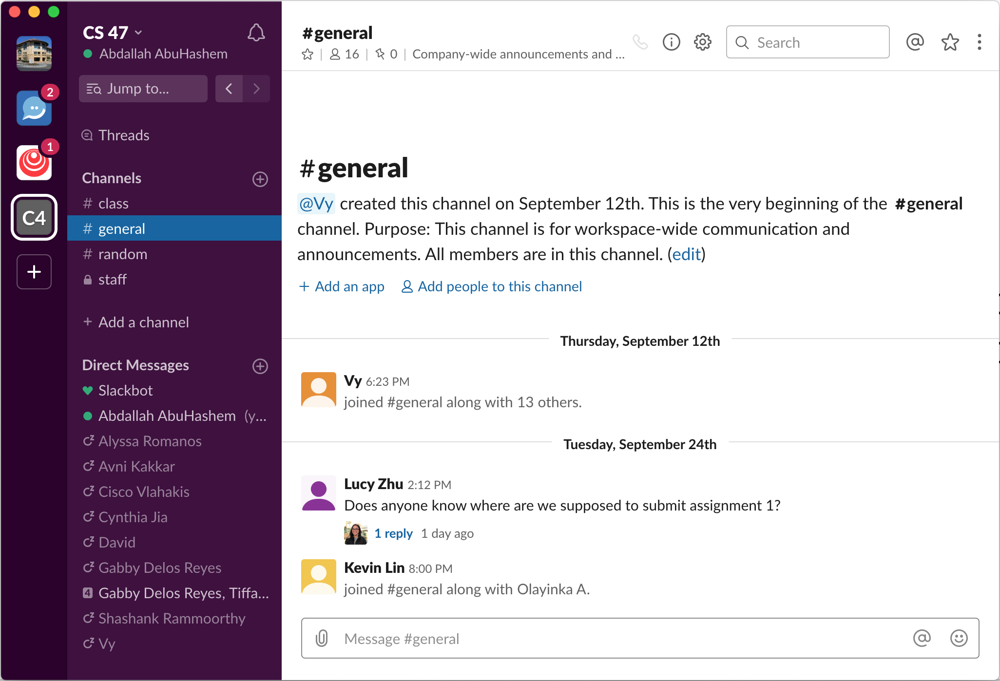 2
1
C4
CS 47
Abdallah AbuHashem
Jump to...
Threads
Channels
# class
# general
# random
staff
+ Add a channel
Direct Messages
Slackbot
Abdallah AbuHashem (y...
Alyssa Romanos
Avni Kakkar
Cisco Vlahakis
Cynthia Jia
David
Gabby Delos Reyes
4 Gabby Delos Reyes, Tiffa...
Shashank Rammoorthy
Vy
#general
16 | 0 | Company-wide announcements and ...
Search
#general
@Vy created this channel on September 12th. This is the very beginning of the #general
channel. Purpose: This channel is for workspace-wide communication and
announcements. All members are in this channel. (edit)
+ Add an app Add people to this channel
Thursday, September 12th
Vy 6:23 PM
joined #general along with 13 others.
Tuesday, September 24th
Lucy Zhu 2:12 PM
Does anyone know where are we supposed to submit assignment 1?
1 reply 1 day ago
Kevin Lin 8:00 PM
joined #general along with Olayinka A.
Message #general